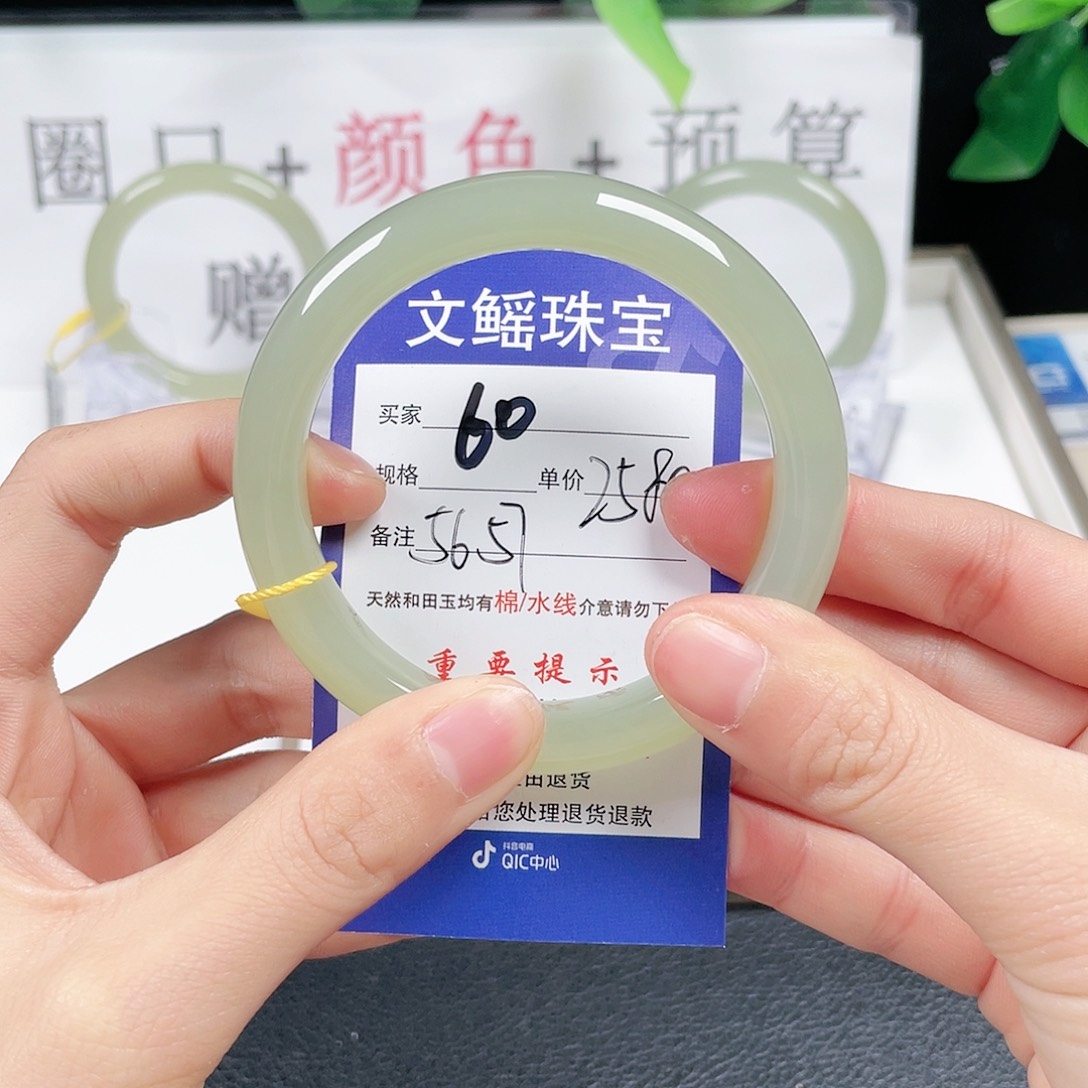 圈口+颜色+预算
赠
文鳐珠宝
买家 60
规格 单价 258
备注 5657
天然和田玉均有棉/水线介意请勿下
重要提示
由退货
您处理退货退款
抖音电商
QIC中心